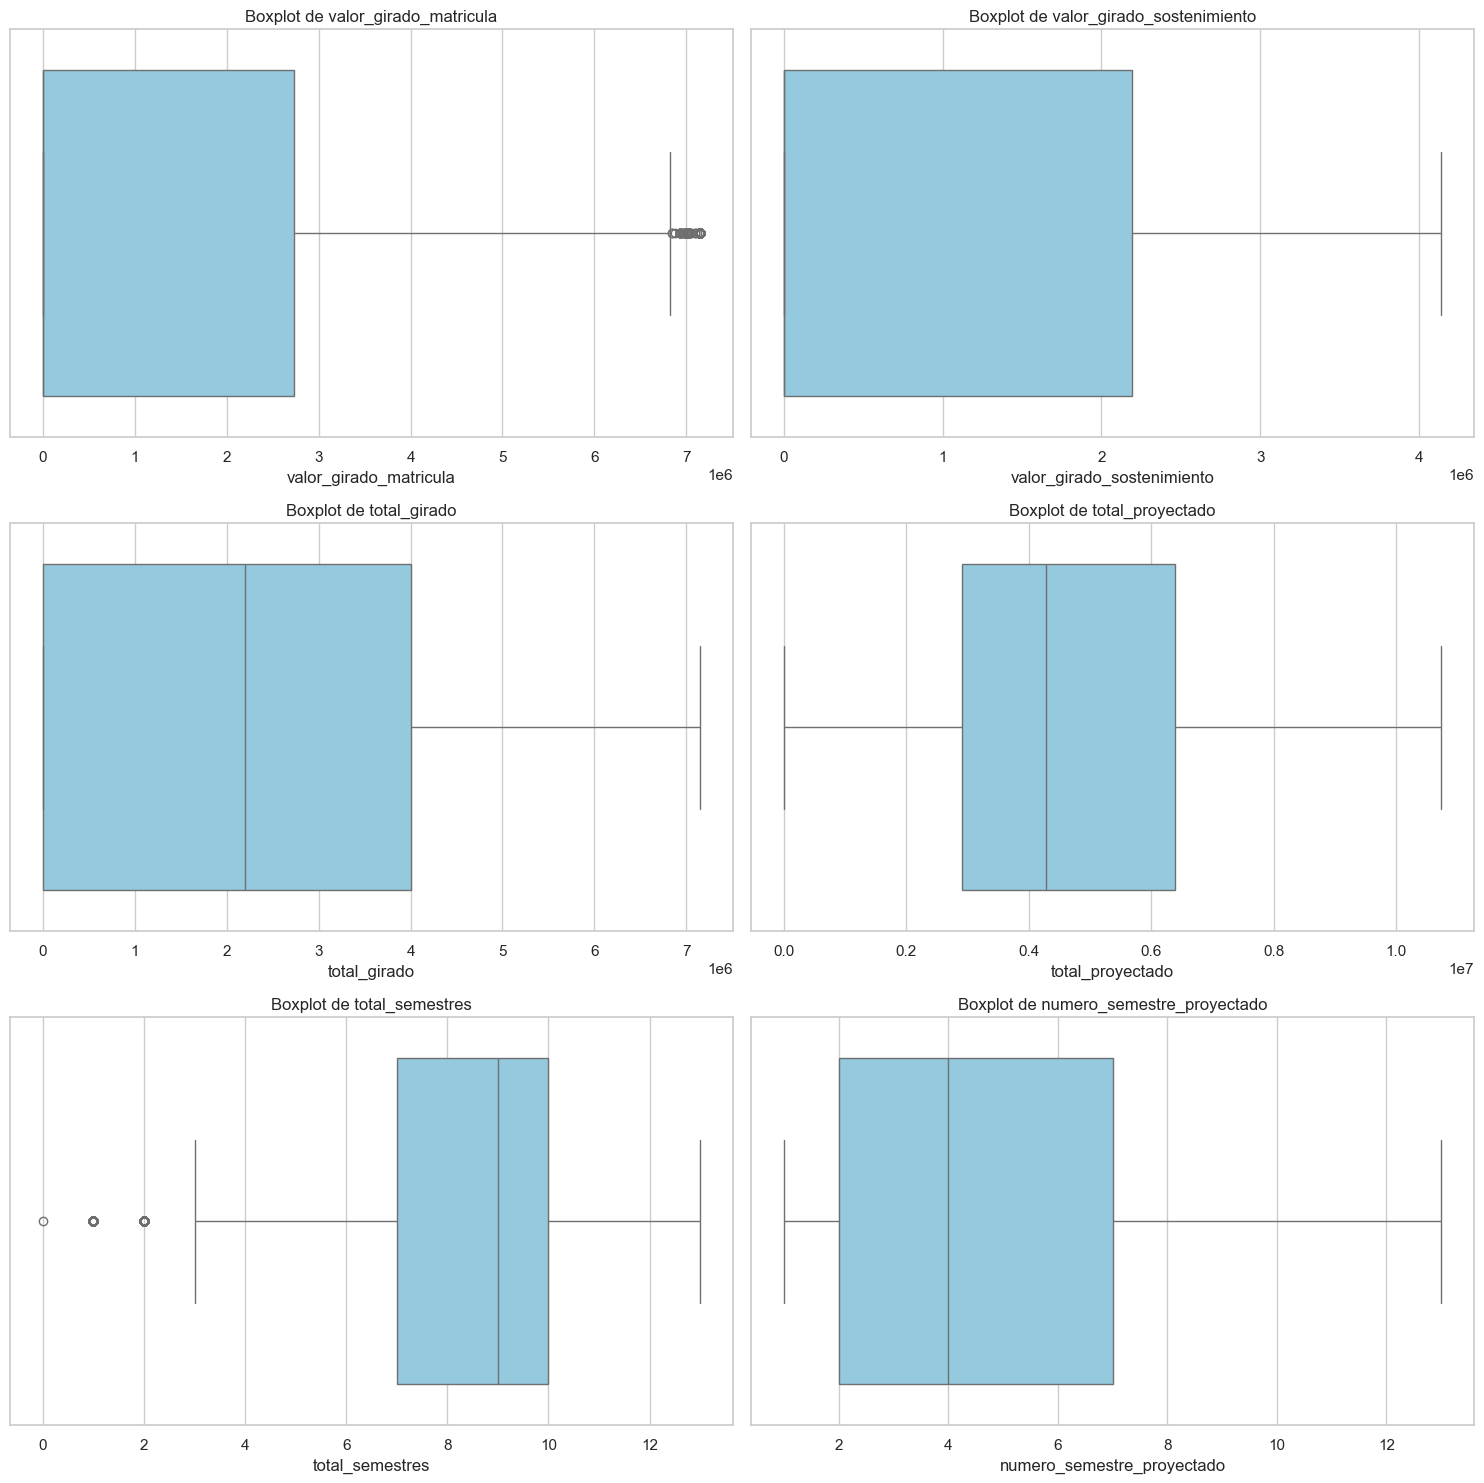 Boxplot de valor_girado_matricula
0 1 2 3 4 5 6 7
1e6
valor_girado_matricula
Boxplot de valor_girado_sostenimiento
0 1 2 3 4
1e6
valor_girado_sostenimiento
Boxplot de total_girado
0 1 2 3 4 5 6 7
1e6
total_girado
Boxplot de total_proyectado
0.0 0.2 0.4 0.6 0.8 1.0
1e7
total_proyectado
Boxplot de total_semestres
0 2 4 6 8 10 12
total_semestres
Boxplot de numero_semestre_proyectado
2 4 6 8 10 12
numero_semestre_proyectado